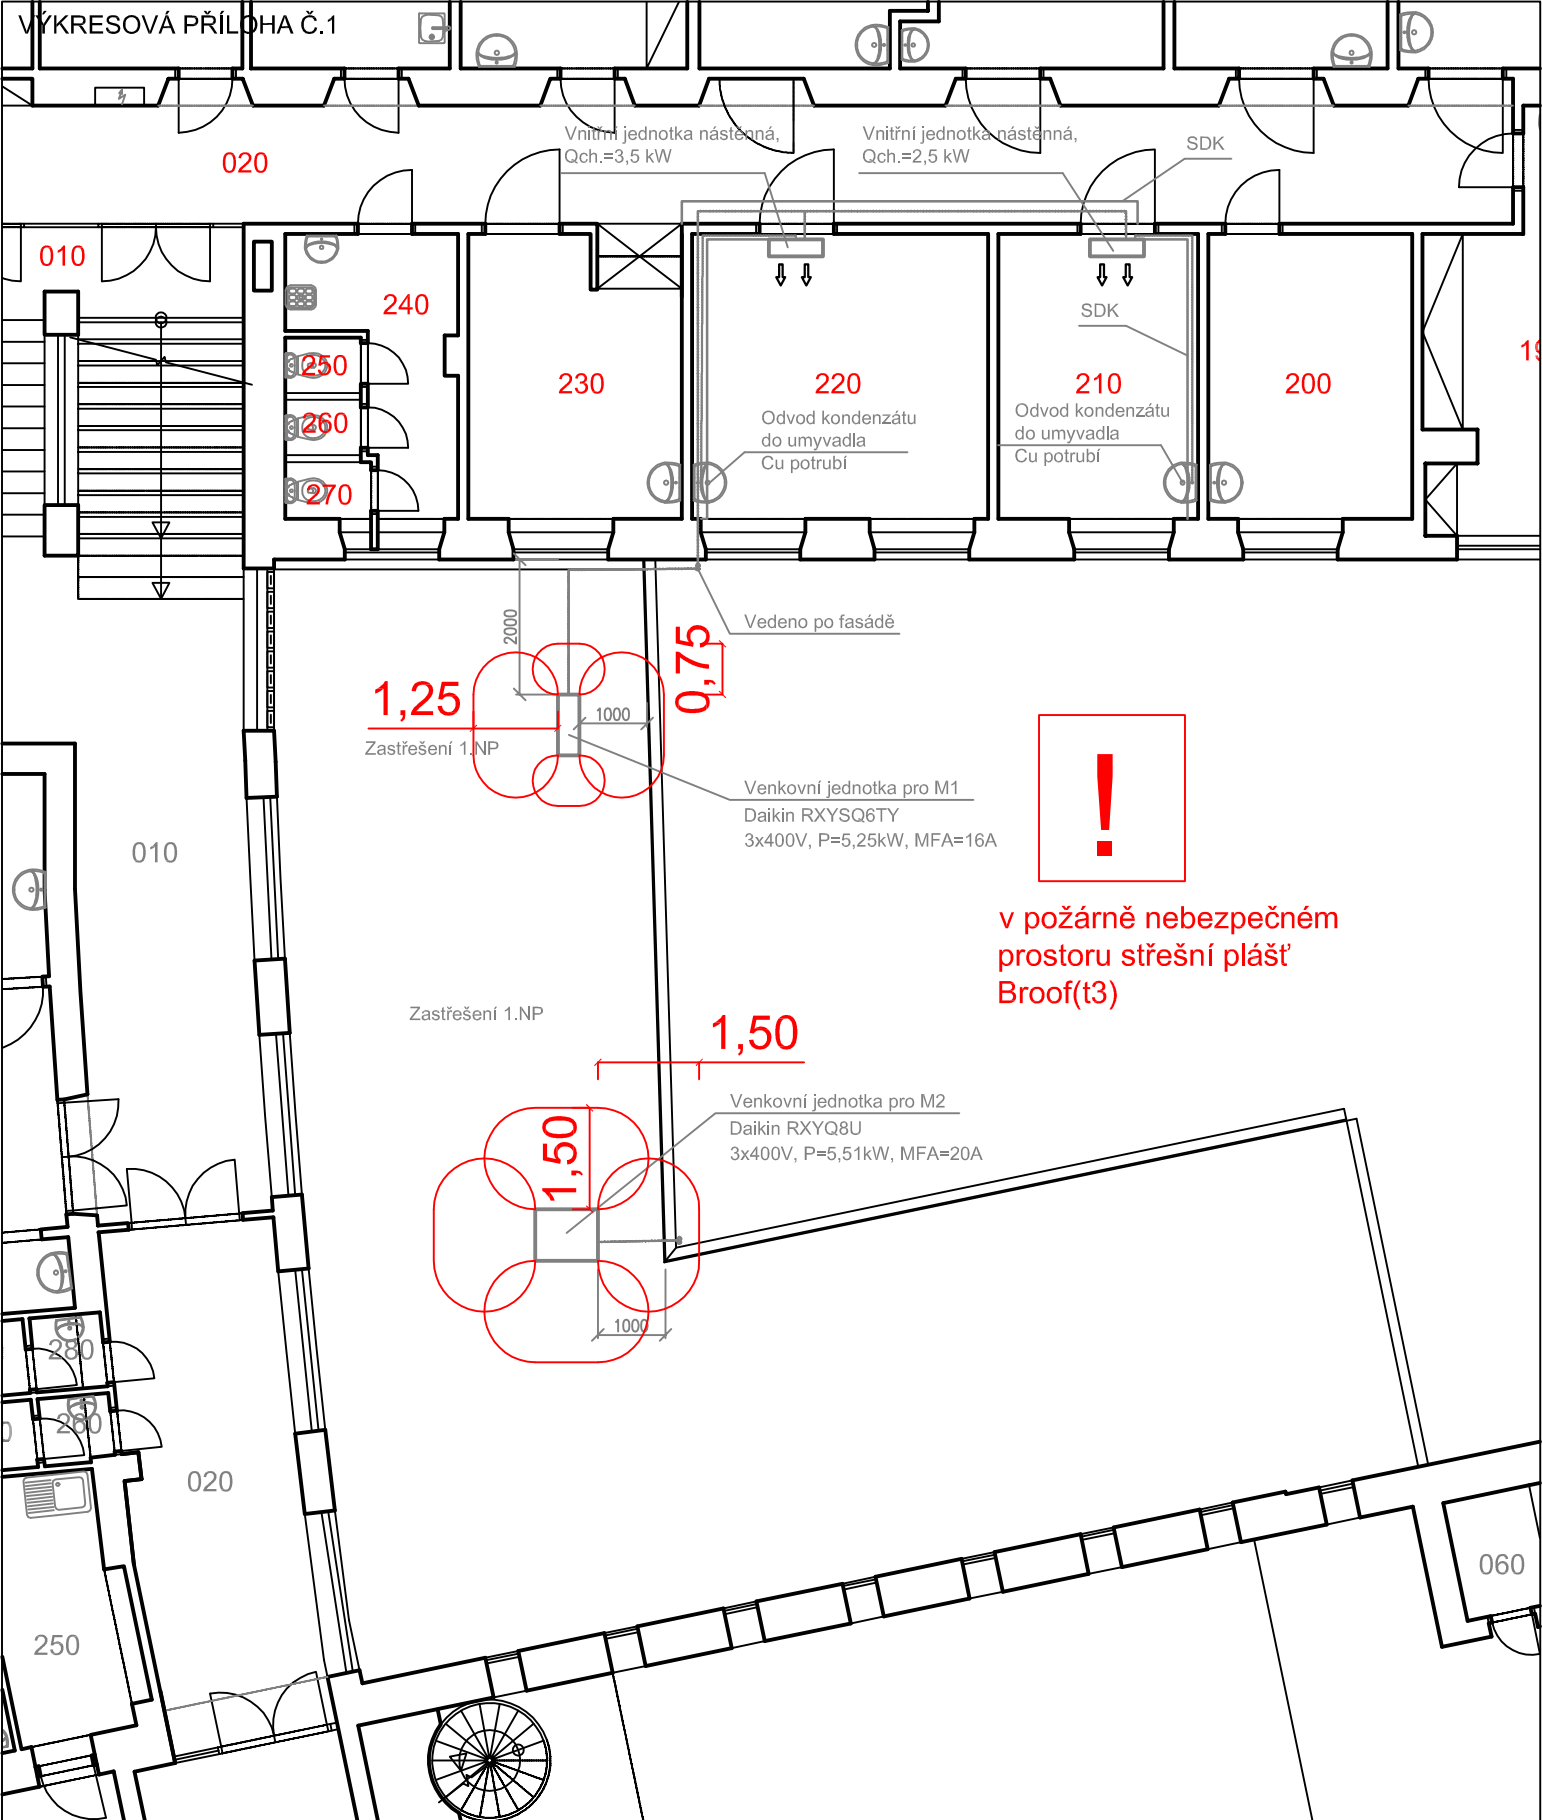 VÝKRESOVÁ PŘÍLOHA Č.1
Vnitřní jednotka nástěnná,
Qch.=3,5 kW
Vnitřní jednotka nástěnná,
Qch.=2,5 kW
SDK
020
010
240
SDK
250
230
220
210
200
260
Odvod kondenzátu
do umyvadla
Cu potrubí
Odvod kondenzátu
do umyvadla
Cu potrubí
270
2000
Vedeno po fasádě
0,75
1,25
1000
Zastřešení 1.NP
Venkovní jednotka pro M1
Daikin RXYSQ6TY
3x400V, P=5,25kW, MFA=16A
!
010
v požárně nebezpečném
prostoru střešní plášť
Broof(t3)
Zastřešení 1.NP
1,50
Venkovní jednotka pro M2
Daikin RXYQ8U
3x400V, P=5,51kW, MFA=20A
1,50
1000
280
260
020
060
250